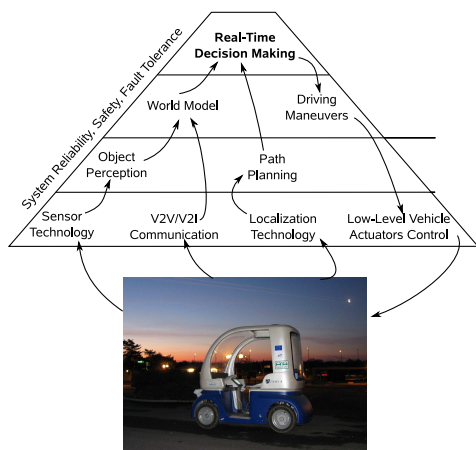 System Reliability, Safety, Fault Tolerance
Real-Time
Decision Making
World Model
Driving
Maneuvers
Object
Perception
Path
Planning
Sensor
Technology
V2V/V2I
Communication
Localization
Technology
Low-Level Vehicle
Actuators Control